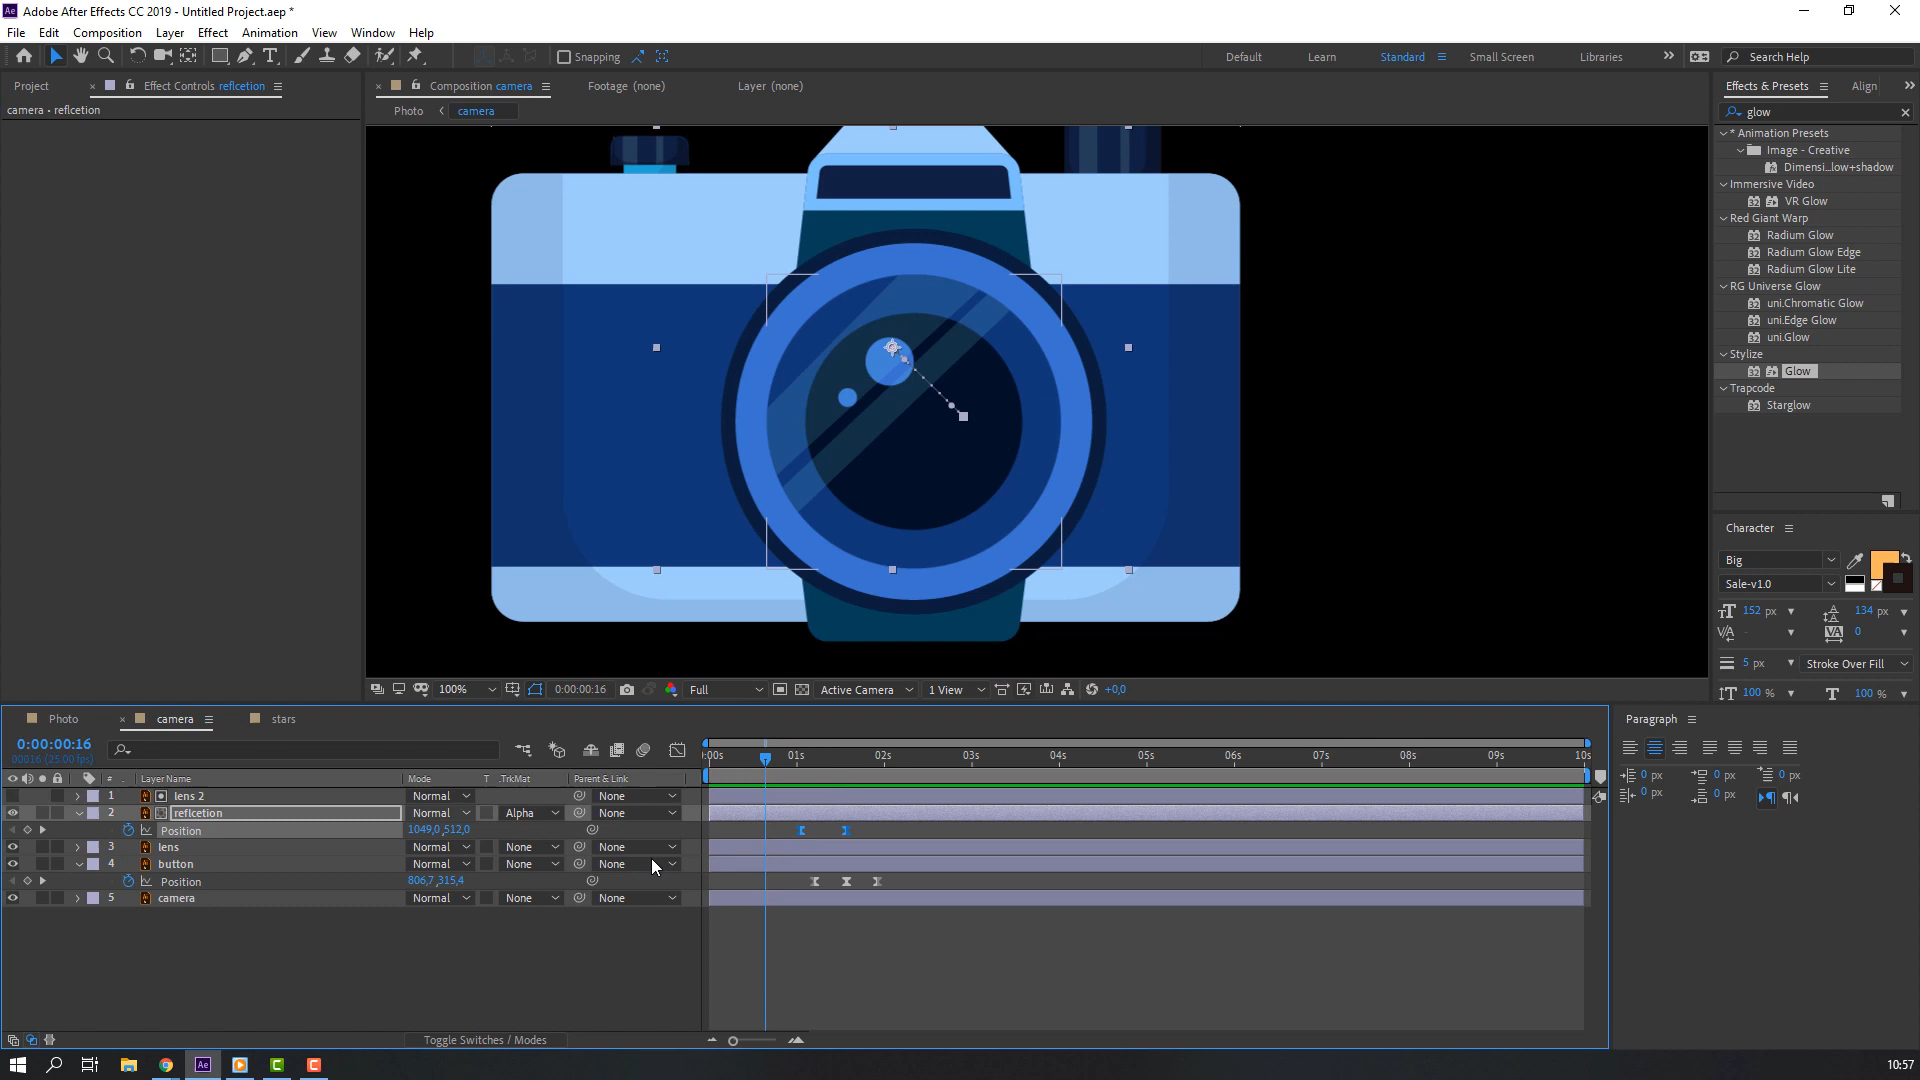 Adobe After Effects CC 2019 - Untitled Project.aep *
File Edit Composition Layer Effect Animation View Window Help
Snapping
Default Learn Standard Small Screen Libraries Search Help
Project Effect Controls reflcetion Composition camera Footage (none) Layer (none) Effects & Presets Align
camera • reflcetion
Photo camera
glow
* Animation Presets
Image - Creative
Dimensi...low+shadow
Immersive Video
VR Glow
Red Giant Warp
Radium Glow
Radium Glow Edge
Radium Glow Lite
RG Universe Glow
uni.Chromatic Glow
uni.Edge Glow
uni.Glow
Stylize
Glow
Trapcode
Starglow
Character
Big
Sale-v1.0
152 px 134 px
0
5 px Stroke Over Fill
100 % 100 %
100% 0:00:00:16 Full Active Camera 1 View +0,0
Photo camera stars
0:00:00:16
00016 (25.00 fps)
:00s 01s 02s 03s 04s 05s 06s 07s 08s 09s 10s
# Layer Name Mode T .TrkMat Parent & Link
1 lens 2 Normal None
2 reflcetion Normal Alpha None
Position 1049,0,512,0
3 lens Normal None None
4 button Normal None None
Position 806,7,315,4
5 camera Normal None None
Toggle Switches / Modes
Paragraph
0 px 0 px 0 px
0 px 0 px
10:57